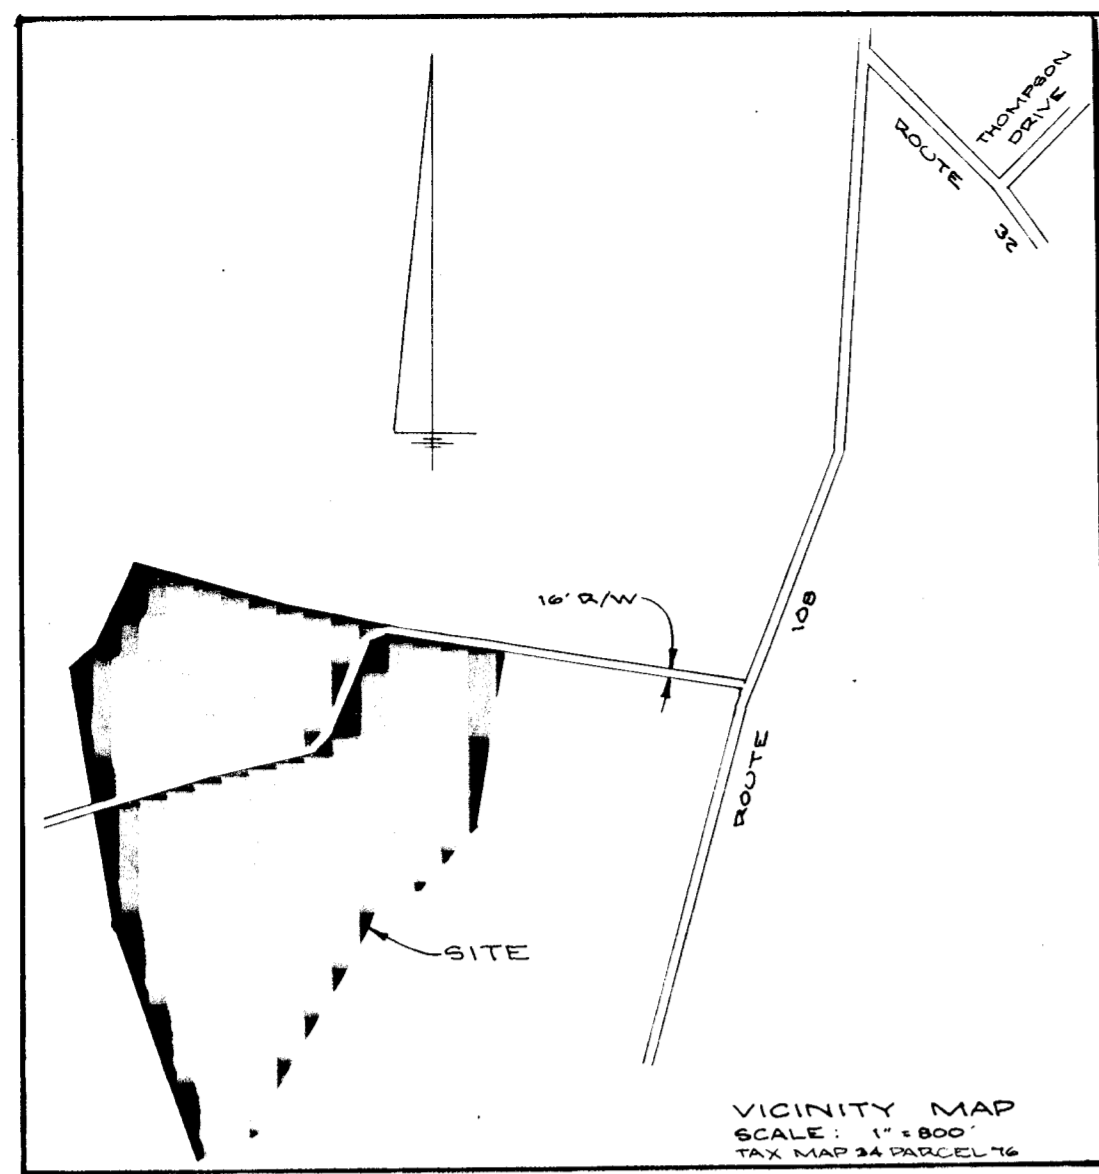 THOMPSON
DRIVE
ROUTE
32
16' R/W
108
ROUTE
SITE
VICINITY MAP
SCALE: 1" = 800'
TAX MAP 34 PARCEL 76